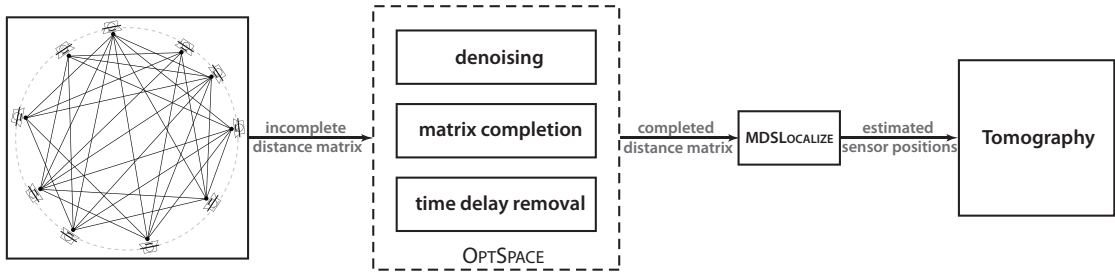 denoising
matrix completion
time delay removal
OPTSPACE
incomplete
distance matrix
completed
distance matrix
MDSLOCALIZE
estimated
sensor positions
Tomography